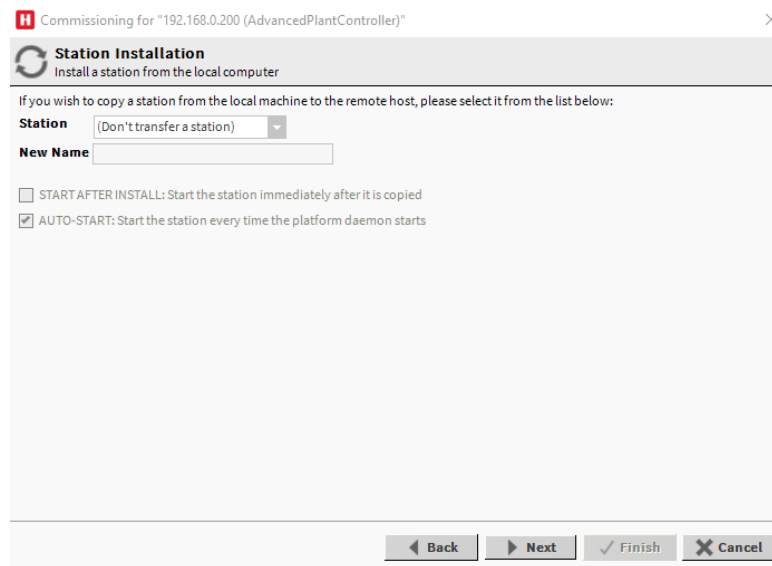 H Commissioning for "192.168.0.200 (AdvancedPlantController)"
Station Installation
Install a station from the local computer
If you wish to copy a station from the local machine to the remote host, please select it from the list below:
Station (Don't transfer a station)
New Name
START AFTER INSTALL: Start the station immediately after it is copied
AUTO-START: Start the station every time the platform daemon starts
Back Next Finish Cancel